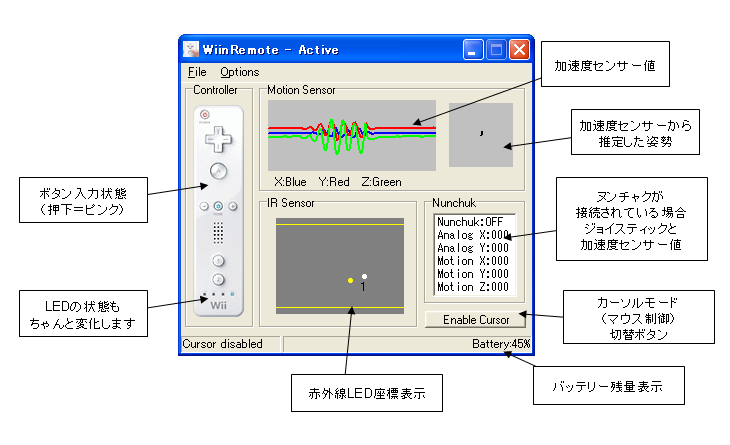 WiinRemote - Active
File Options
Controller
Motion Sensor
X:Blue Y:Red Z:Green
IR Sensor
1
Nunchuk
Nunchuk:OFF
Analog X:000
Analog Y:000
Motion X:000
Motion Y:000
Motion Z:000
Enable Cursor
Wii
Cursor disabled
Battery:45%
加速度センサー値
加速度センサーから
推定した姿勢
ボタン入力状態
（押下=ピンク）
ヌンチャクが
接続されている場合
ジョイスティックと
加速度センサー値
LEDの状態も
ちゃんと変化します
カーソルモード
（マウス制御）
切替ボタン
赤外線LED座標表示
バッテリー残量表示